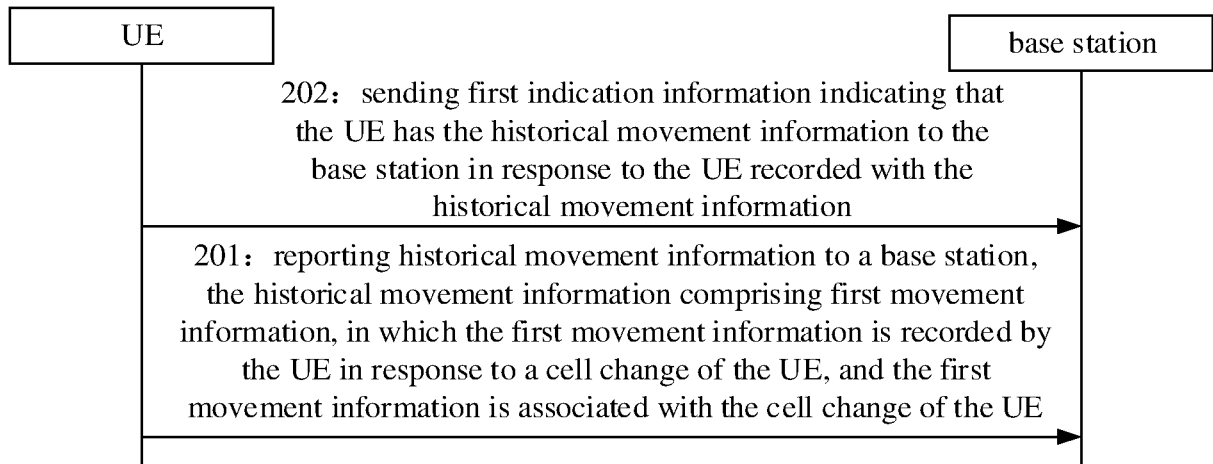 UE
base station
202：sending first indication information indicating that
the UE has the historical movement information to the
base station in response to the UE recorded with the
historical movement information
201：reporting historical movement information to a base station,
the historical movement information comprising first movement
information, in which the first movement information is recorded by
the UE in response to a cell change of the UE, and the first
movement information is associated with the cell change of the UE